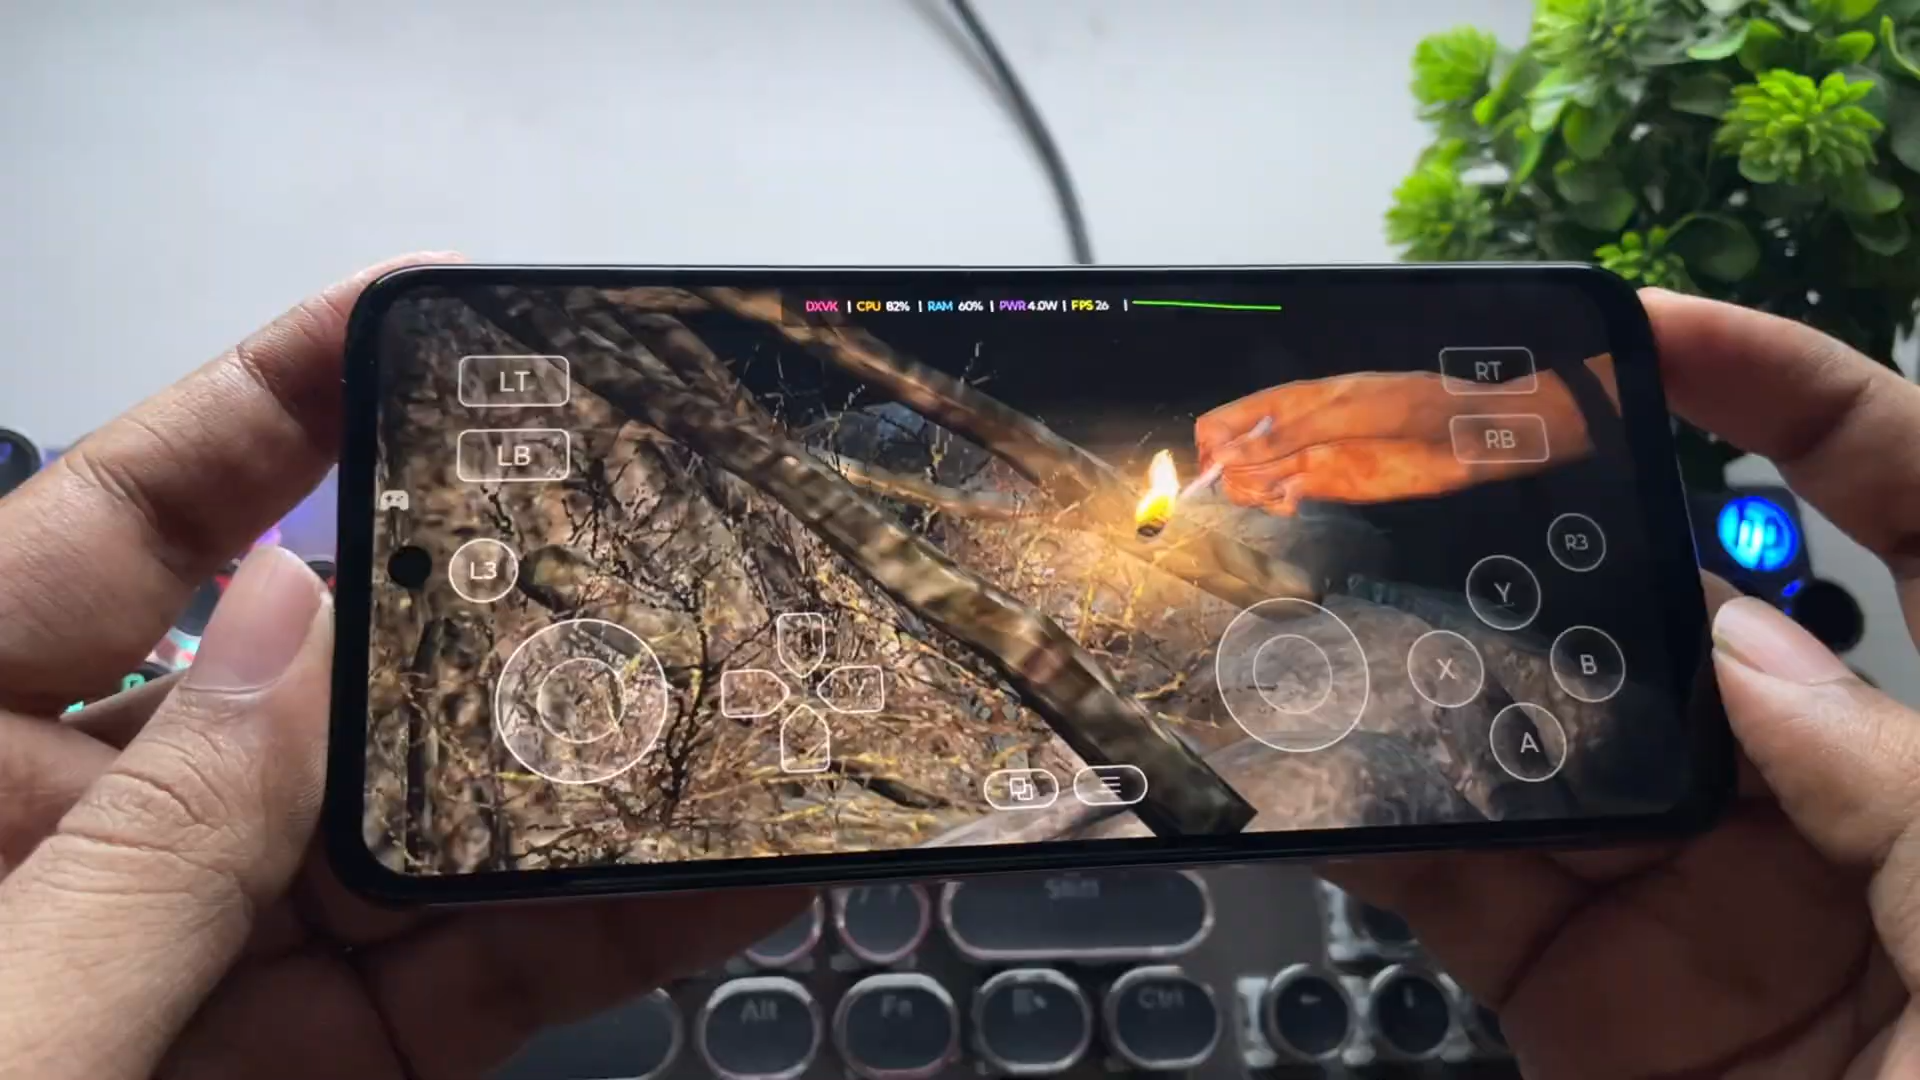 DXVK | CPU 82% | RAM 60% | PWR 4.0W | FPS 26 |
LT
RT
LB
RB
L3
R3
Y
X
B
A
Shift
Alt
Fn
Ctrl